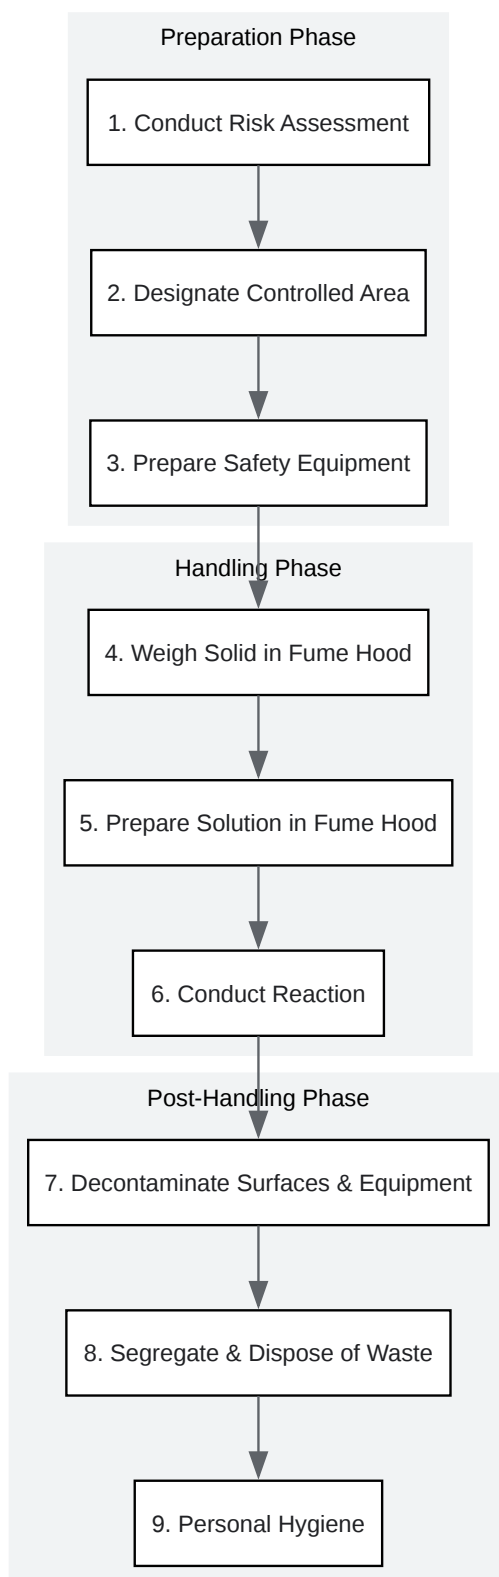 Preparation Phase
1. Conduct Risk Assessment
2. Designate Controlled Area
3. Prepare Safety Equipment
Handling Phase
4. Weigh Solid in Fume Hood
5. Prepare Solution in Fume Hood
6. Conduct Reaction
Post-Handling Phase
7. Decontaminate Surfaces & Equipment
8. Segregate & Dispose of Waste
9. Personal Hygiene